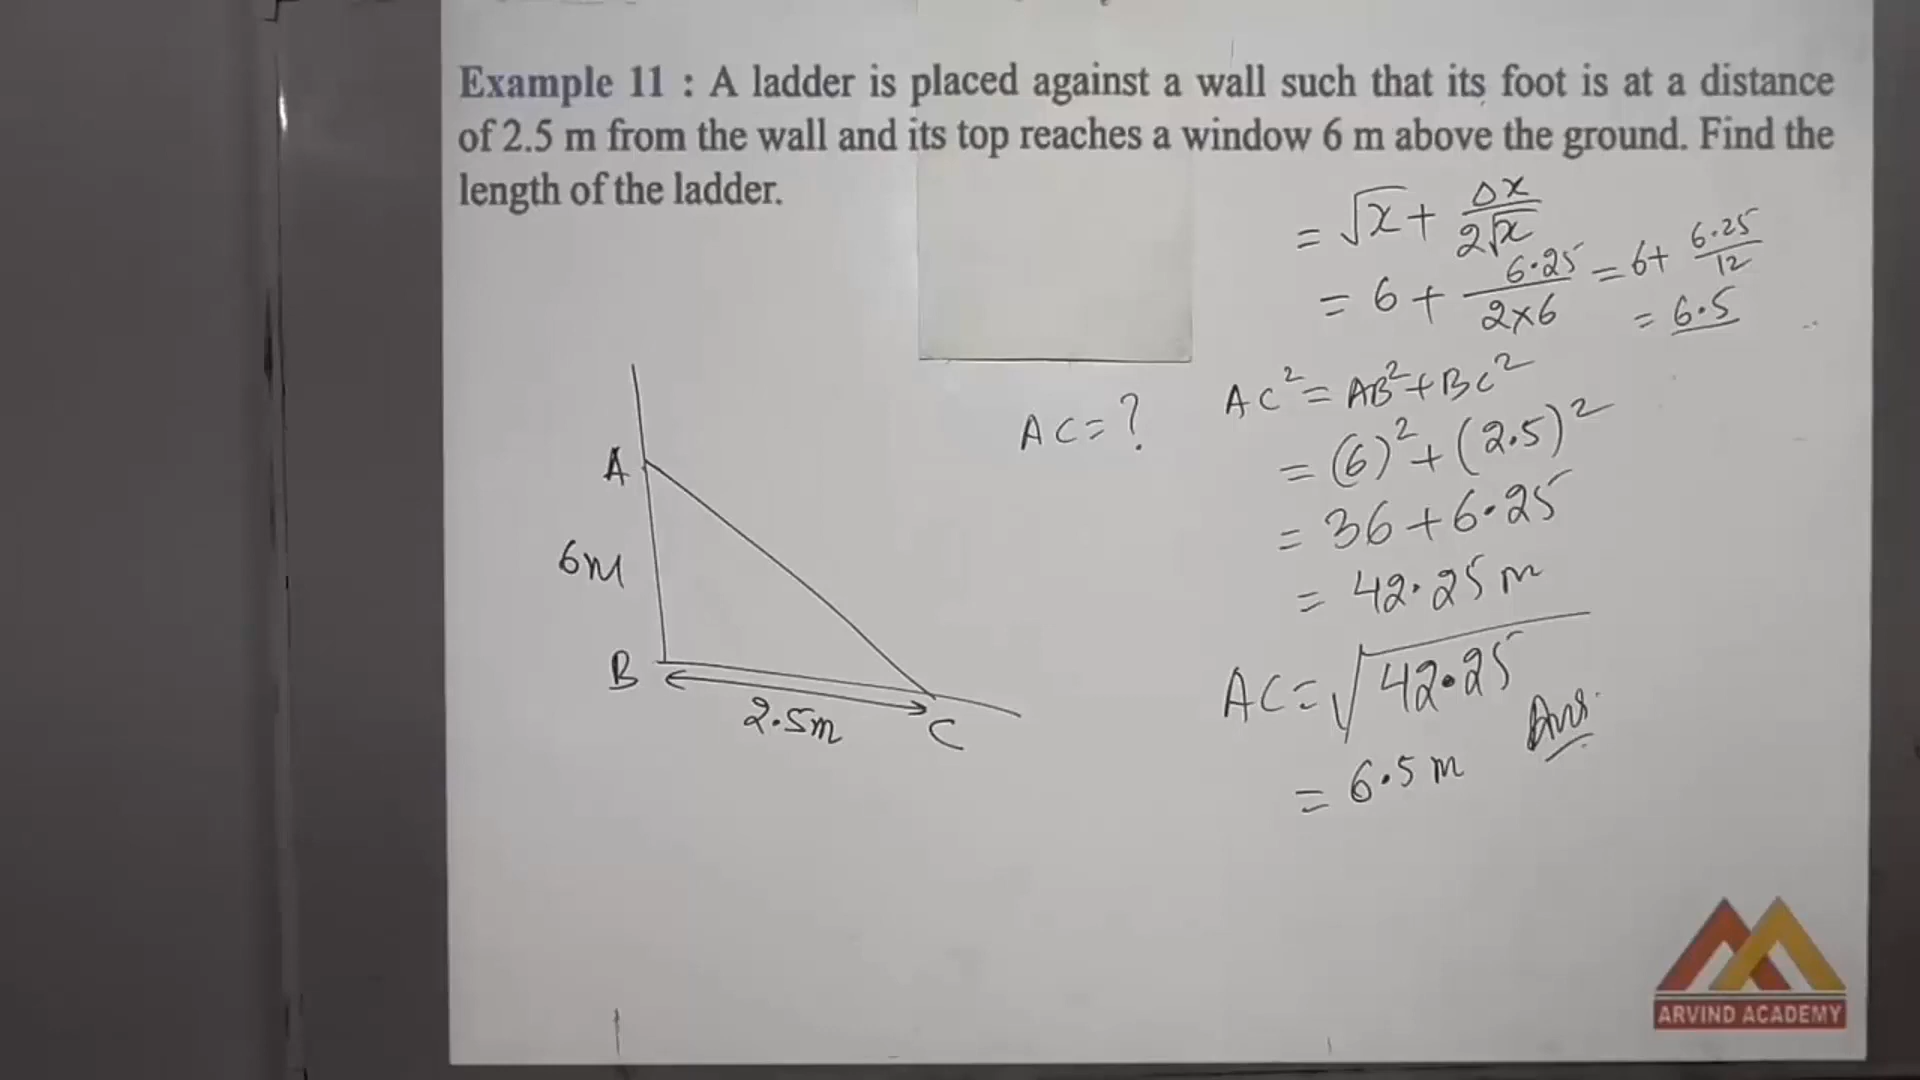 Example 11 : A ladder is placed against a wall such that its foot is at a distance
of 2.5 m from the wall and its top reaches a window 6 m above the ground. Find the
length of the ladder.
= √x + Δx/2√x
= 6 + 6.25/2×6 = 6 + 6.25/12
= 6.5
AC = ?
AC² = AB² + BC²
= (6)² + (2.5)²
= 36 + 6.25
= 42.25 m
AC = √42.25
= 6.5 m Ans.
A
6m
B
2.5m
C
ARVIND ACADEMY